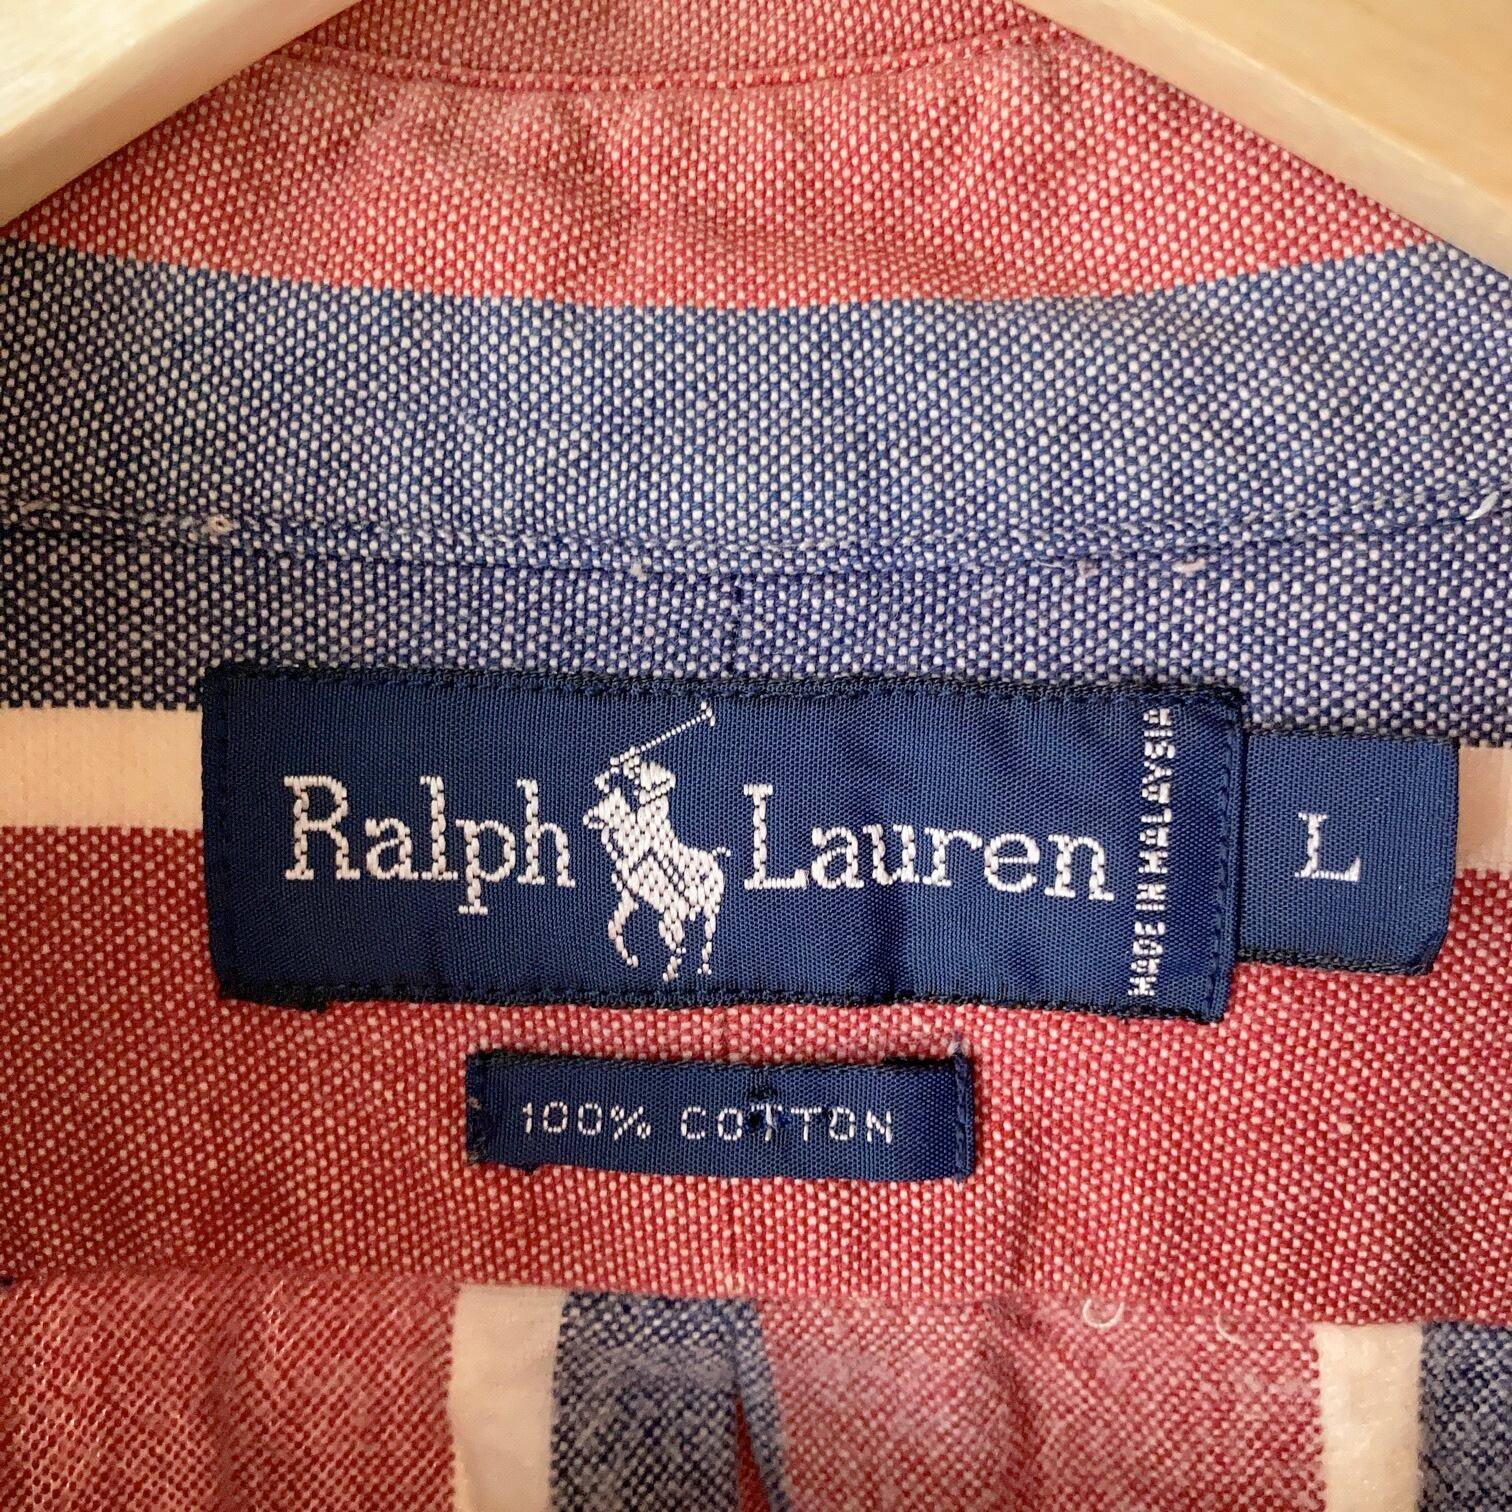 Ralph Lauren
MADE IN MALAYSIA
L
100% COTTON